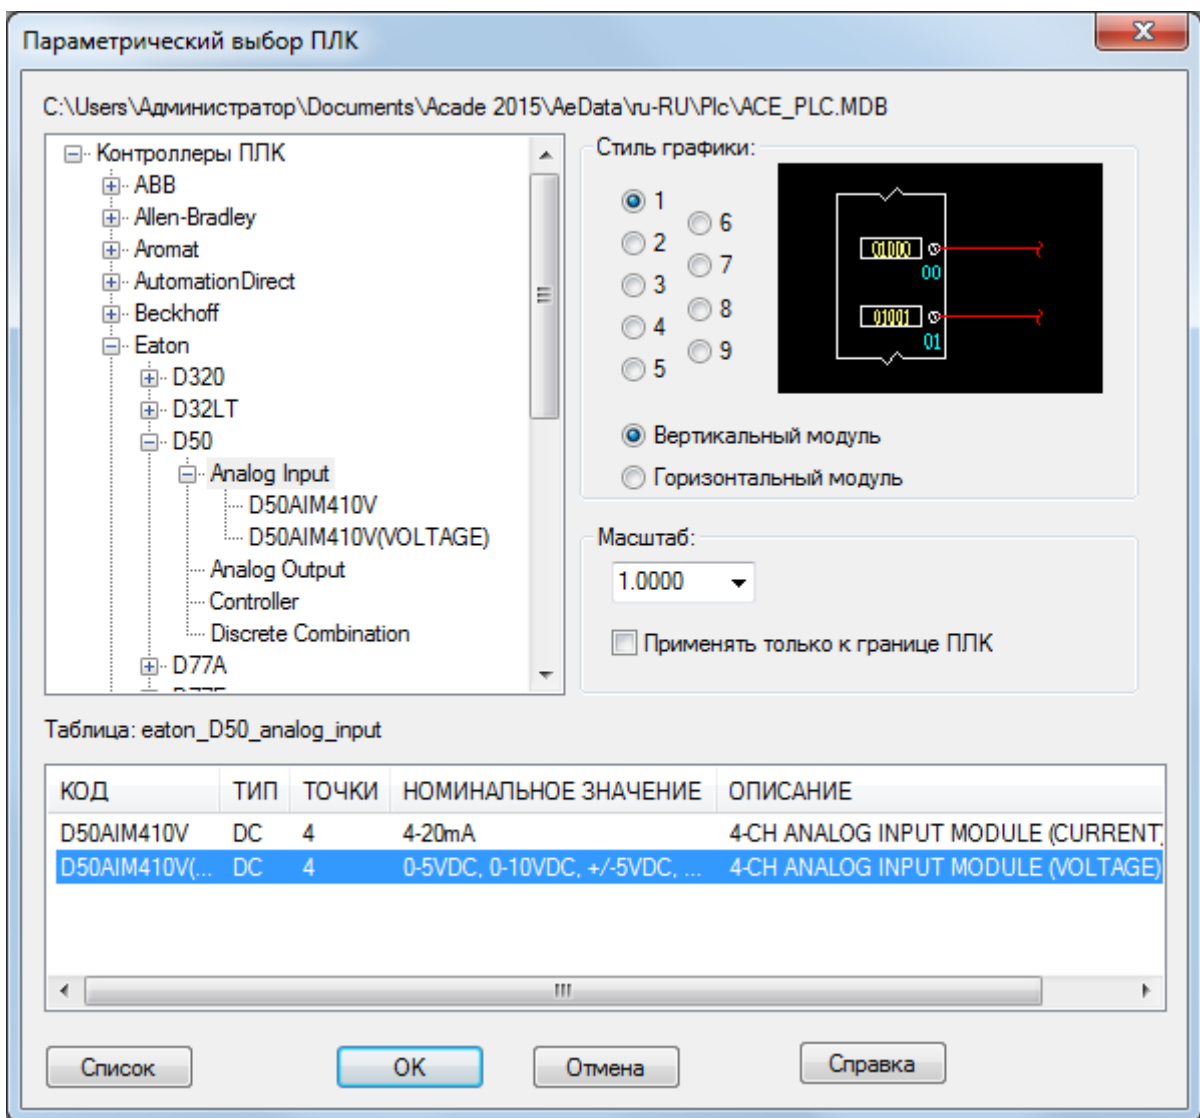 Параметрический выбор ПЛК
C:\Users\Администратор\Documents\Acade 2015\AeData\ru-RU\Plc\ACE_PLC.MDB
Контроллеры ПЛК
ABB
Allen-Bradley
Aromat
AutomationDirect
Beckhoff
Eaton
D320
D32LT
D50
Analog Input
D50AIM410V
D50AIM410V(VOLTAGE)
Analog Output
Controller
Discrete Combination
D77A
Стиль графики:
1
2
3
4
5
6
7
8
9
01000
00
01001
01
Вертикальный модуль
Горизонтальный модуль
Масштаб:
1.0000
Применять только к границе ПЛК
Таблица: eaton_D50_analog_input
КОД ТИП ТОЧКИ НОМИНАЛЬНОЕ ЗНАЧЕНИЕ ОПИСАНИЕ
D50AIM410V DC 4 4-20mA 4-CH ANALOG INPUT MODULE (CURRENT)
D50AIM410V(... DC 4 0-5VDC, 0-10VDC, +/-5VDC, ... 4-CH ANALOG INPUT MODULE (VOLTAGE)
Список OK Отмена Справка